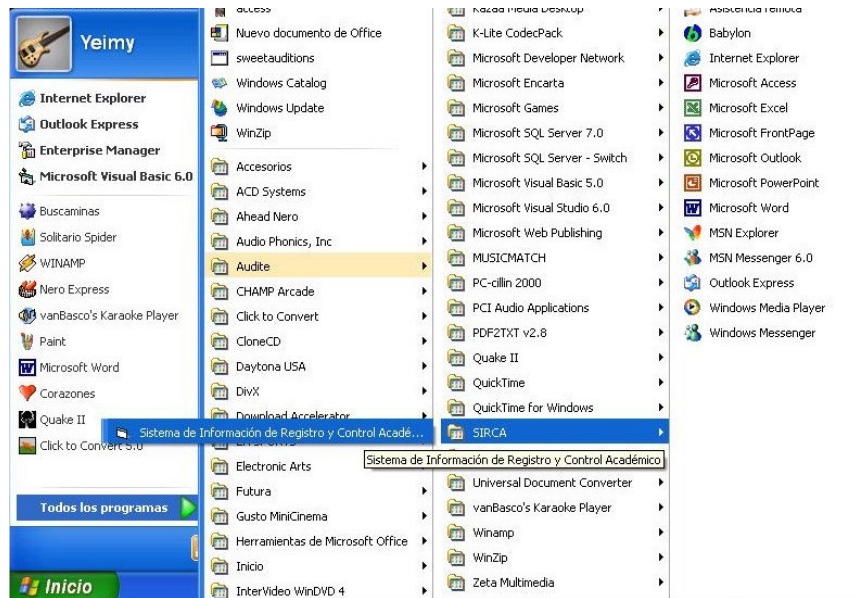 Yeimy
Internet Explorer
Outlook Express
Enterprise Manager
Microsoft Visual Basic 6.0
Buscaminas
Solitario Spider
WINAMP
Nero Express
vanBasco's Karaoke Player
Paint
Microsoft Word
Corazones
Quake II
Click to Convert 5.0
Todos los programas
Inicio
access
Nuevo documento de Office
sweetauditions
Windows Catalog
Windows Update
WinZip
Accesorios
ACD Systems
Ahead Nero
Audio Phonics, Inc
Audite
CHAMP Arcade
Click to Convert
CloneCD
Daytona USA
DivX
Download Accelerator
Sistema de Información de Registro y Control Acadé...
Electronic Arts
Futura
Gusto MiniCinema
Herramientas de Microsoft Office
Inicio
InterVideo WinDVD 4
Kazaa Media Desktop
K-Lite CodecPack
Microsoft Developer Network
Microsoft Encarta
Microsoft Games
Microsoft SQL Server 7.0
Microsoft SQL Server - Switch
Microsoft Visual Basic 5.0
Microsoft Visual Studio 6.0
Microsoft Web Publishing
MUSICMATCH
PC-cillin 2000
PCI Audio Applications
PDF2TXT v2.8
Quake II
QuickTime
QuickTime for Windows
SIRCA
Sistema de Información de Registro y Control Académico
Universal Document Converter
vanBasco's Karaoke Player
Winamp
WinZip
Zeta Multimedia
Asistencia remota
Babylon
Internet Explorer
Microsoft Access
Microsoft Excel
Microsoft FrontPage
Microsoft Outlook
Microsoft PowerPoint
Microsoft Word
MSN Explorer
MSN Messenger 6.0
Outlook Express
Windows Media Player
Windows Messenger